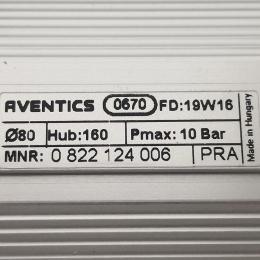 AVENTICS 0670 FD:19W16
Ø80 Hub:160 Pmax: 10 Bar
MNR: 0 822 124 006 PRA
Made in Hungary